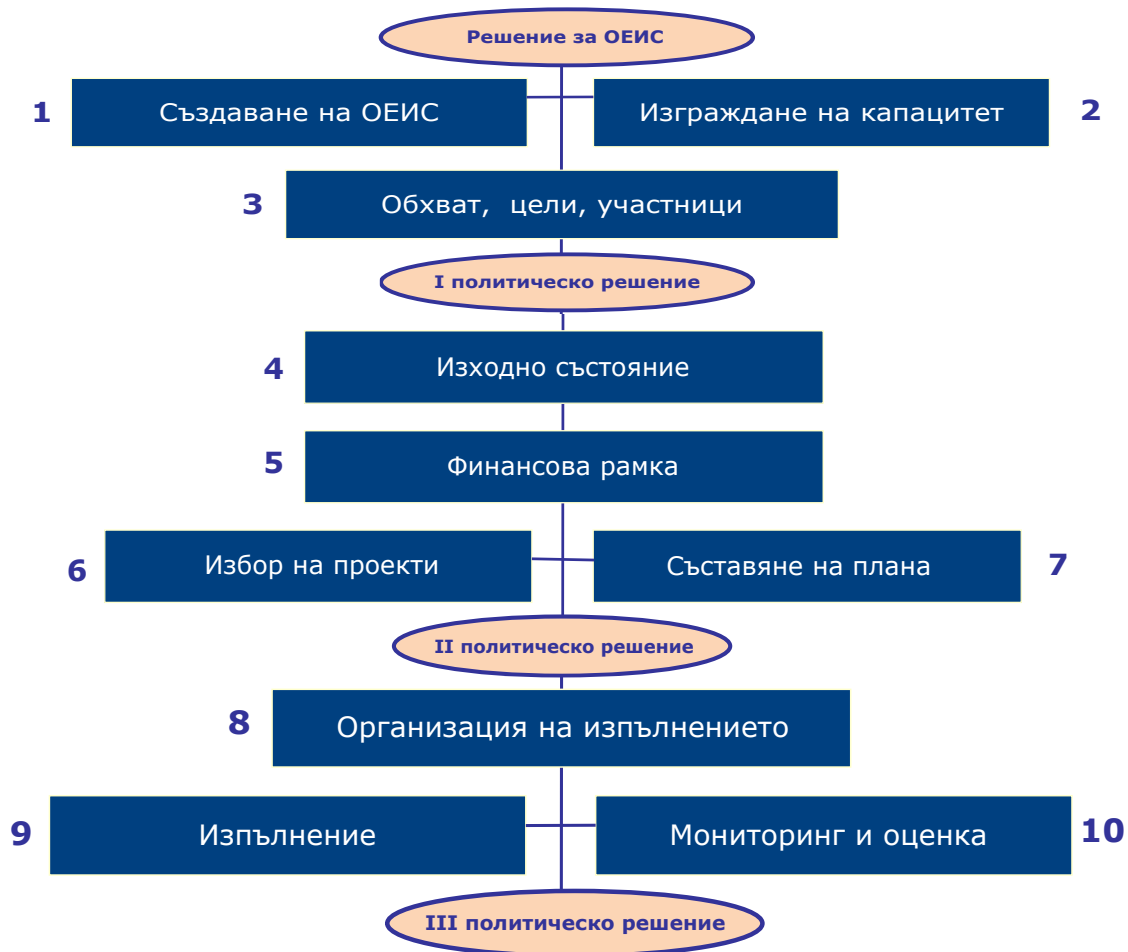 Решение за ОЕИС
1 Създаване на ОЕИС
Изграждане на капацитет 2
3 Обхват, цели, участници
I политическо решение
4 Изходно състояние
5 Финансова рамка
6 Избор на проекти
Съставяне на плана 7
II политическо решение
8 Организация на изпълнението
9 Изпълнение
Мониторинг и оценка 10
III политическо решение